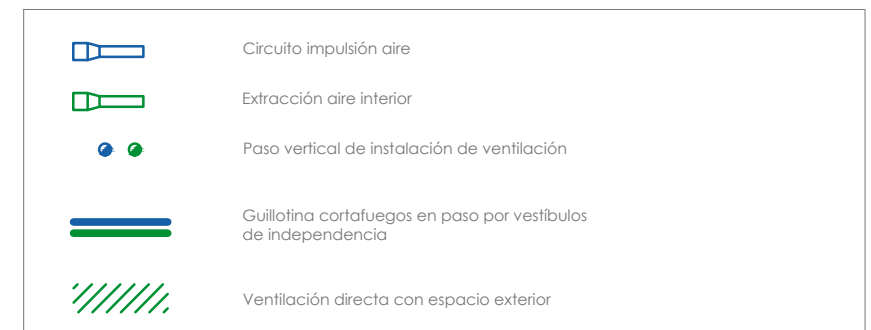 Circuito impulsión aire
Extracción aire interior
Paso vertical de instalación de ventilación
Guillotina cortafuegos en paso por vestíbulos
de independencia
Ventilación directa con espacio exterior